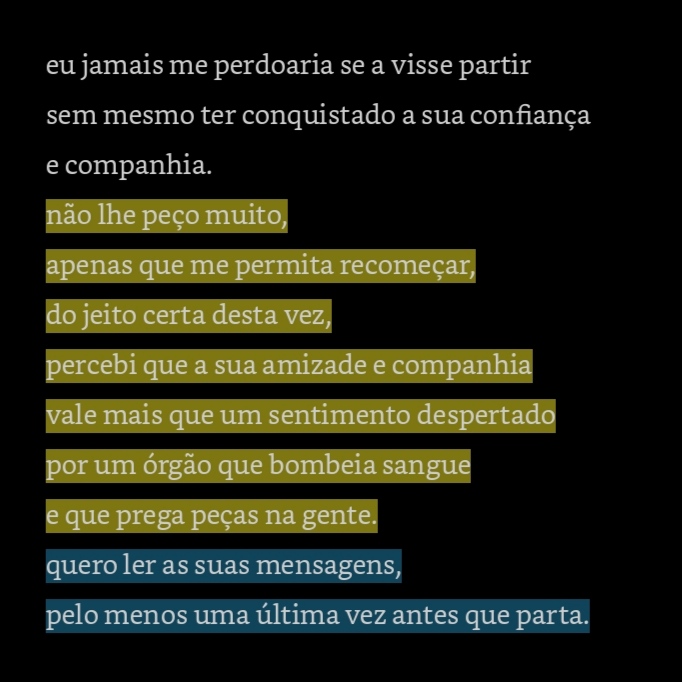 eu jamais me perdoaria se a visse partir
sem mesmo ter conquistado a sua confiança
e companhia.
não lhe peço muito,
apenas que me permita recomeçar,
do jeito certa desta vez,
percebi que a sua amizade e companhia
vale mais que um sentimento despertado
por um órgão que bombeia sangue
e que prega peças na gente.
quero ler as suas mensagens,
pelo menos uma última vez antes que parta.